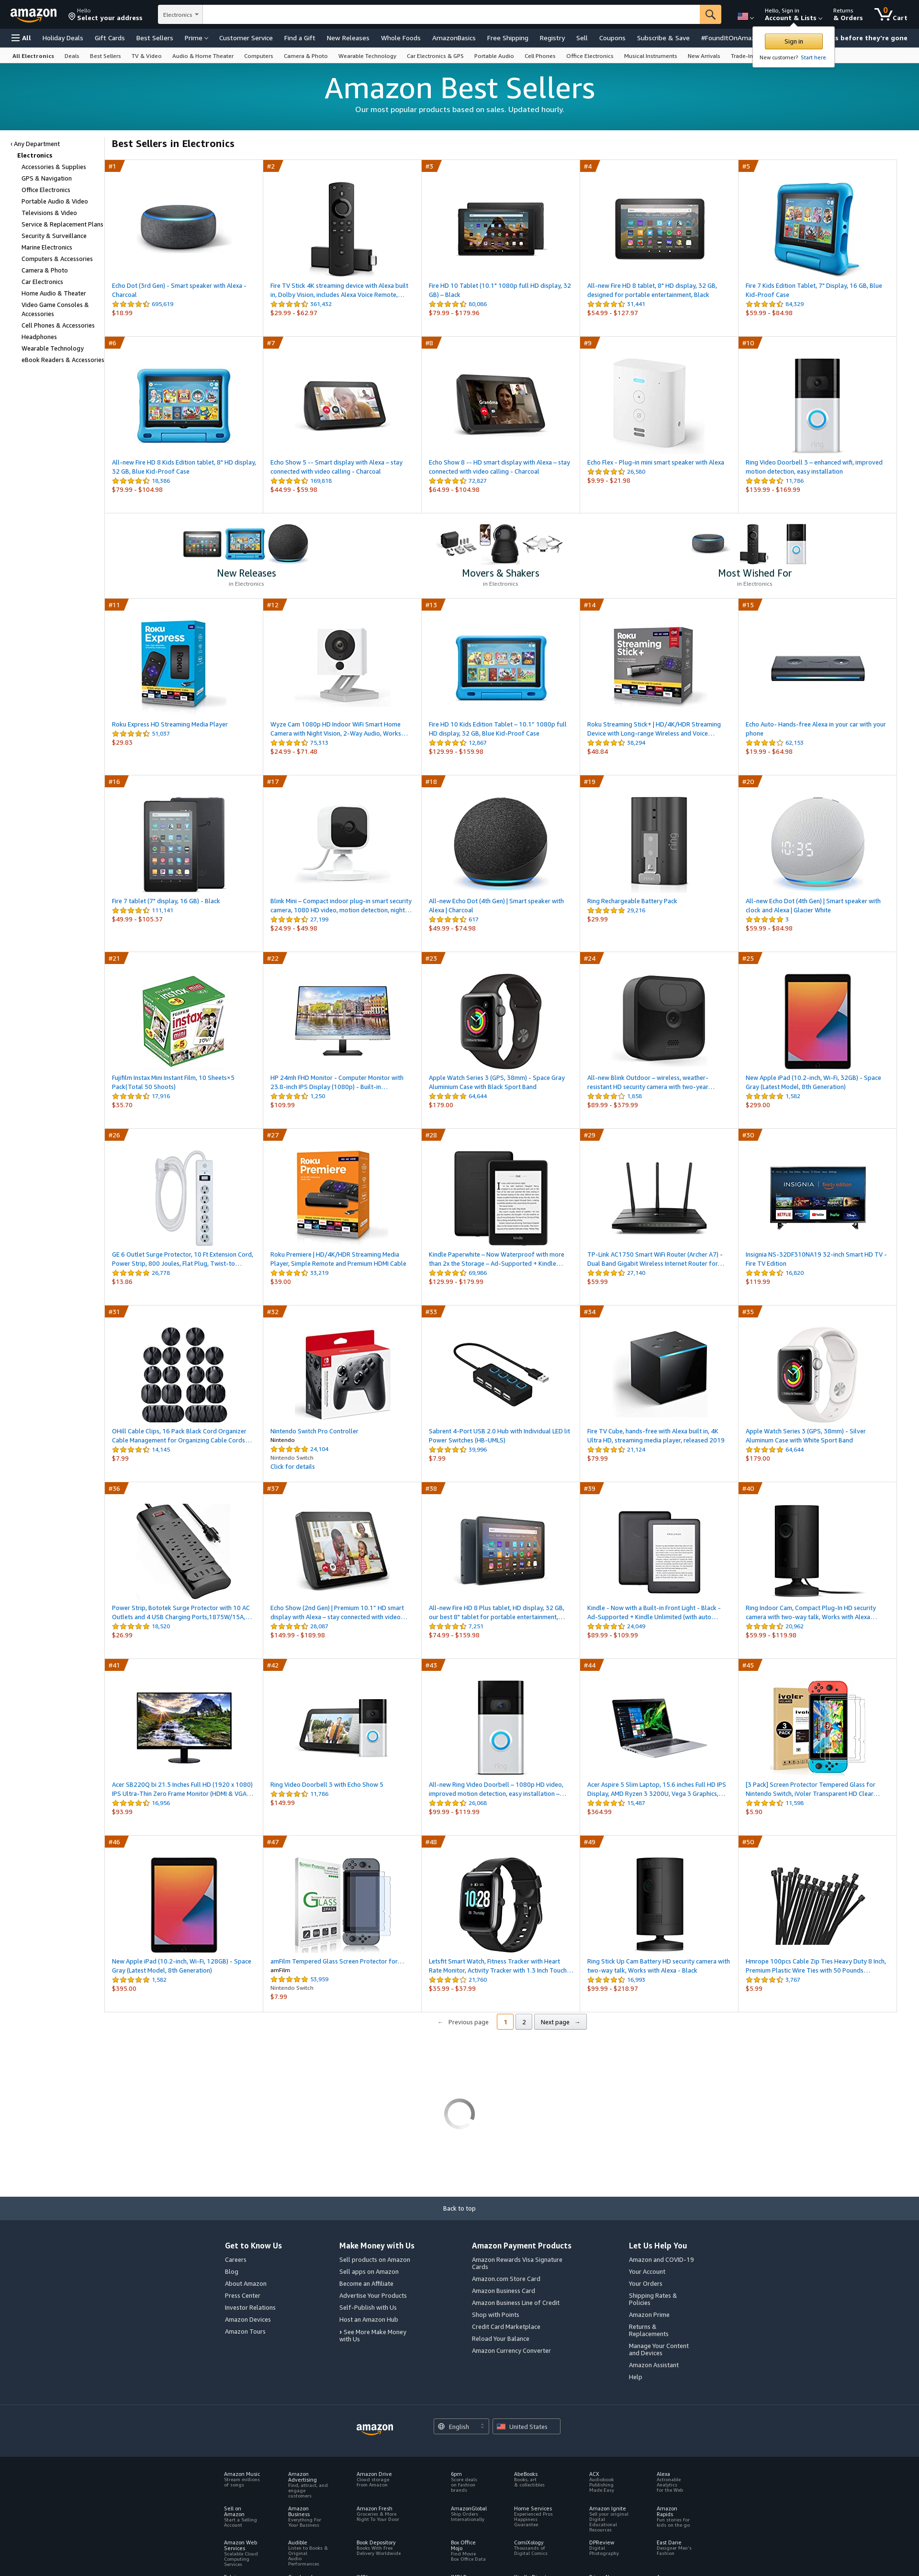 amazon
Hello
Select your address
Electronics
Hello, Sign in
Account & Lists
Returns
& Orders
0
Cart
All
Holiday Deals
Gift Cards
Best Sellers
Prime
Customer Service
Find a Gift
New Releases
Whole Foods
AmazonBasics
Free Shipping
Registry
Sell
Coupons
Subscribe & Save
#FoundItOnAma
s before they're gone
Sign in
New customer? Start here.
All Electronics
Deals
Best Sellers
TV & Video
Audio & Home Theater
Computers
Camera & Photo
Wearable Technology
Car Electronics & GPS
Portable Audio
Cell Phones
Office Electronics
Musical Instruments
New Arrivals
Trade-In
Amazon Best Sellers
Our most popular products based on sales. Updated hourly.
‹ Any Department
Electronics
Accessories & Supplies
GPS & Navigation
Office Electronics
Portable Audio & Video
Televisions & Video
Service & Replacement Plans
Security & Surveillance
Marine Electronics
Computers & Accessories
Camera & Photo
Car Electronics
Home Audio & Theater
Video Game Consoles &
Accessories
Cell Phones & Accessories
Headphones
Wearable Technology
eBook Readers & Accessories
Best Sellers in Electronics
#1
Echo Dot (3rd Gen) - Smart speaker with Alexa -
Charcoal
695,619
$18.99
#2
Fire TV Stick 4K streaming device with Alexa built
in, Dolby Vision, includes Alexa Voice Remote,…
361,432
$29.99 - $62.97
#3
Fire HD 10 Tablet (10.1" 1080p full HD display, 32
GB) – Black
80,086
$79.99 - $179.96
#4
All-new Fire HD 8 tablet, 8" HD display, 32 GB,
designed for portable entertainment, Black
31,441
$54.99 - $127.97
#5
Fire 7 Kids Edition Tablet, 7" Display, 16 GB, Blue
Kid-Proof Case
84,329
$59.99 - $84.98
#6
All-new Fire HD 8 Kids Edition tablet, 8" HD display,
32 GB, Blue Kid-Proof Case
18,386
$79.99 - $104.98
#7
Echo Show 5 -- Smart display with Alexa – stay
connected with video calling - Charcoal
169,818
$44.99 - $59.98
#8
Grandma
Echo Show 8 -- HD smart display with Alexa – stay
connected with video calling - Charcoal
72,827
$64.99 - $104.98
#9
Echo Flex - Plug-in mini smart speaker with Alexa
26,580
$9.99 - $21.98
#10
ring
Ring Video Doorbell 3 – enhanced wifi, improved
motion detection, easy installation
11,786
$139.99 - $169.99
New Releases
in Electronics
Movers & Shakers
in Electronics
Most Wished For
in Electronics
#11
Roku
Express
Roku Express HD Streaming Media Player
51,037
$29.83
#12
Wyze Cam 1080p HD Indoor WiFi Smart Home
Camera with Night Vision, 2-Way Audio, Works…
75,313
$24.99 - $71.48
#13
FIre HD 10 Kids Edition Tablet – 10.1" 1080p full
HD display, 32 GB, Blue Kid-Proof Case
12,867
$129.99 - $159.98
#14
Roku
Streaming
Stick+
Roku Streaming Stick+ | HD/4K/HDR Streaming
Device with Long-range Wireless and Voice…
38,294
$48.84
#15
Echo Auto- Hands-free Alexa in your car with your
phone
62,153
$19.99 - $64.98
#16
Fire 7 tablet (7" display, 16 GB) - Black
111,141
$49.99 - $105.37
#17
Blink Mini – Compact indoor plug-in smart security
camera, 1080 HD video, motion detection, night…
27,199
$24.99 - $49.98
#18
All-new Echo Dot (4th Gen) | Smart speaker with
Alexa | Charcoal
617
$49.99 - $74.98
#19
ring
Ring Rechargeable Battery Pack
29,216
$29.99
#20
10:35
All-new Echo Dot (4th Gen) | Smart speaker with
clock and Alexa | Glacier White
3
$59.99 - $84.98
#21
instax
mini
Fujifilm Instax Mini Instant Film, 10 Sheets×5
Pack(Total 50 Shoots)
17,916
$35.70
#22
HP 24mh FHD Monitor - Computer Monitor with
23.8-inch IPS Display (1080p) - Built-in…
1,250
$109.99
#23
Apple Watch Series 3 (GPS, 38mm) - Space Gray
Aluminium Case with Black Sport Band
64,644
$179.00
#24
All-new Blink Outdoor – wireless, weather-
resistant HD security camera with two-year…
1,858
$89.99 - $379.99
#25
New Apple iPad (10.2-inch, Wi-Fi, 32GB) - Space
Gray (Latest Model, 8th Generation)
1,582
$299.00
#26
GE 6 Outlet Surge Protector, 10 Ft Extension Cord,
Power Strip, 800 Joules, Flat Plug, Twist-to…
26,778
$13.86
#27
Roku
Premiere
Roku Premiere | HD/4K/HDR Streaming Media
Player, Simple Remote and Premium HDMI Cable
33,219
$39.00
#28
Kindle Paperwhite – Now Waterproof with more
than 2x the Storage – Ad-Supported + Kindle…
69,986
$129.99 - $179.99
#29
TP-Link AC1750 Smart WiFi Router (Archer A7) -
Dual Band Gigabit Wireless Internet Router for…
27,140
$59.99
#30
INSIGNIA
Insignia NS-32DF310NA19 32-inch Smart HD TV -
Fire TV Edition
16,820
$119.99
#31
OHill Cable Clips, 16 Pack Black Cord Organizer
Cable Management for Organizing Cable Cords…
14,145
$7.99
#32
Nintendo Switch Pro Controller
Nintendo
24,104
Nintendo Switch
Click for details
#33
Sabrent 4-Port USB 2.0 Hub with Individual LED lit
Power Switches (HB-UMLS)
39,996
$7.99
#34
Fire TV Cube, hands-free with Alexa built in, 4K
Ultra HD, streaming media player, released 2019
21,124
$79.99
#35
Apple Watch Series 3 (GPS, 38mm) - Silver
Aluminum Case with White Sport Band
64,644
$179.00
#36
Power Strip, Bototek Surge Protector with 10 AC
Outlets and 4 USB Charging Ports,1875W/15A,…
18,520
$26.99
#37
Echo Show (2nd Gen) | Premium 10.1" HD smart
display with Alexa – stay connected with video…
28,087
$149.99 - $189.98
#38
All-new Fire HD 8 Plus tablet, HD display, 32 GB,
our best 8" tablet for portable entertainment,…
7,251
$74.99 - $159.98
#39
Kindle - Now with a Built-in Front Light - Black -
Ad-Supported + Kindle Unlimited (with auto…
24,049
$89.99 - $109.99
#40
Ring Indoor Cam, Compact Plug-In HD security
camera with two-way talk, Works with Alexa…
20,962
$59.99 - $119.98
#41
Acer SB220Q bi 21.5 Inches Full HD (1920 x 1080)
IPS Ultra-Thin Zero Frame Monitor (HDMI & VGA…
16,956
$93.99
#42
Ring Video Doorbell 3 with Echo Show 5
11,786
$149.99
#43
ring
All-new Ring Video Doorbell – 1080p HD video,
improved motion detection, easy installation –…
26,068
$99.99 - $119.99
#44
Acer Aspire 5 Slim Laptop, 15.6 inches Full HD IPS
Display, AMD Ryzen 3 3200U, Vega 3 Graphics,…
15,487
$364.99
#45
ivoler
[3 Pack] Screen Protector Tempered Glass for
Nintendo Switch, iVoler Transparent HD Clear…
11,598
$5.90
#46
New Apple iPad (10.2-inch, Wi-Fi, 128GB) - Space
Gray (Latest Model, 8th Generation)
1,582
$395.00
#47
GLASS
amFilm Tempered Glass Screen Protector for…
amFilm
53,959
Nintendo Switch
$7.99
#48
10:28
Letsfit Smart Watch, Fitness Tracker with Heart
Rate Monitor, Activity Tracker with 1.3 Inch Touch…
21,760
$35.99 - $37.99
#49
Ring Stick Up Cam Battery HD security camera with
two-way talk, Works with Alexa - Black
16,993
$99.99 - $218.97
#50
Hmrope 100pcs Cable Zip Ties Heavy Duty 8 Inch,
Premium Plastic Wire Ties with 50 Pounds…
3,767
$5.99
← Previous page
1
2
Next page →
Back to top
Get to Know Us
Careers
Blog
About Amazon
Press Center
Investor Relations
Amazon Devices
Amazon Tours
Make Money with Us
Sell products on Amazon
Sell apps on Amazon
Become an Affiliate
Advertise Your Products
Self-Publish with Us
Host an Amazon Hub
› See More Make Money
with Us
Amazon Payment Products
Amazon Rewards Visa Signature
Cards
Amazon.com Store Card
Amazon Business Card
Amazon Business Line of Credit
Shop with Points
Credit Card Marketplace
Reload Your Balance
Amazon Currency Converter
Let Us Help You
Amazon and COVID-19
Your Account
Your Orders
Shipping Rates &
Policies
Amazon Prime
Returns &
Replacements
Manage Your Content
and Devices
Amazon Assistant
Help
amazon
English
United States
Amazon Music
Stream millions
of songs
Amazon
Advertising
Find, attract, and
engage
customers
Amazon Drive
Cloud storage
from Amazon
6pm
Score deals
on fashion
brands
AbeBooks
Books, art
& collectibles
ACX
Audiobook
Publishing
Made Easy
Alexa
Actionable
Analytics
for the Web
Sell on
Amazon
Start a Selling
Account
Amazon
Business
Everything For
Your Business
Amazon Fresh
Groceries & More
Right To Your Door
AmazonGlobal
Ship Orders
Internationally
Home Services
Experienced Pros
Happiness
Guarantee
Amazon Ignite
Sell your original
Digital
Educational
Resources
Amazon
Rapids
Fun stories for
kids on the go
Amazon Web
Services
Scalable Cloud
Computing
Services
Audible
Listen to Books &
Original
Audio
Performances
Book Depository
Books With Free
Delivery Worldwide
Box Office
Mojo
Find Movie
Box Office Data
ComiXology
Thousands of
Digital Comics
DPReview
Digital
Photography
East Dane
Designer Men's
Fashion